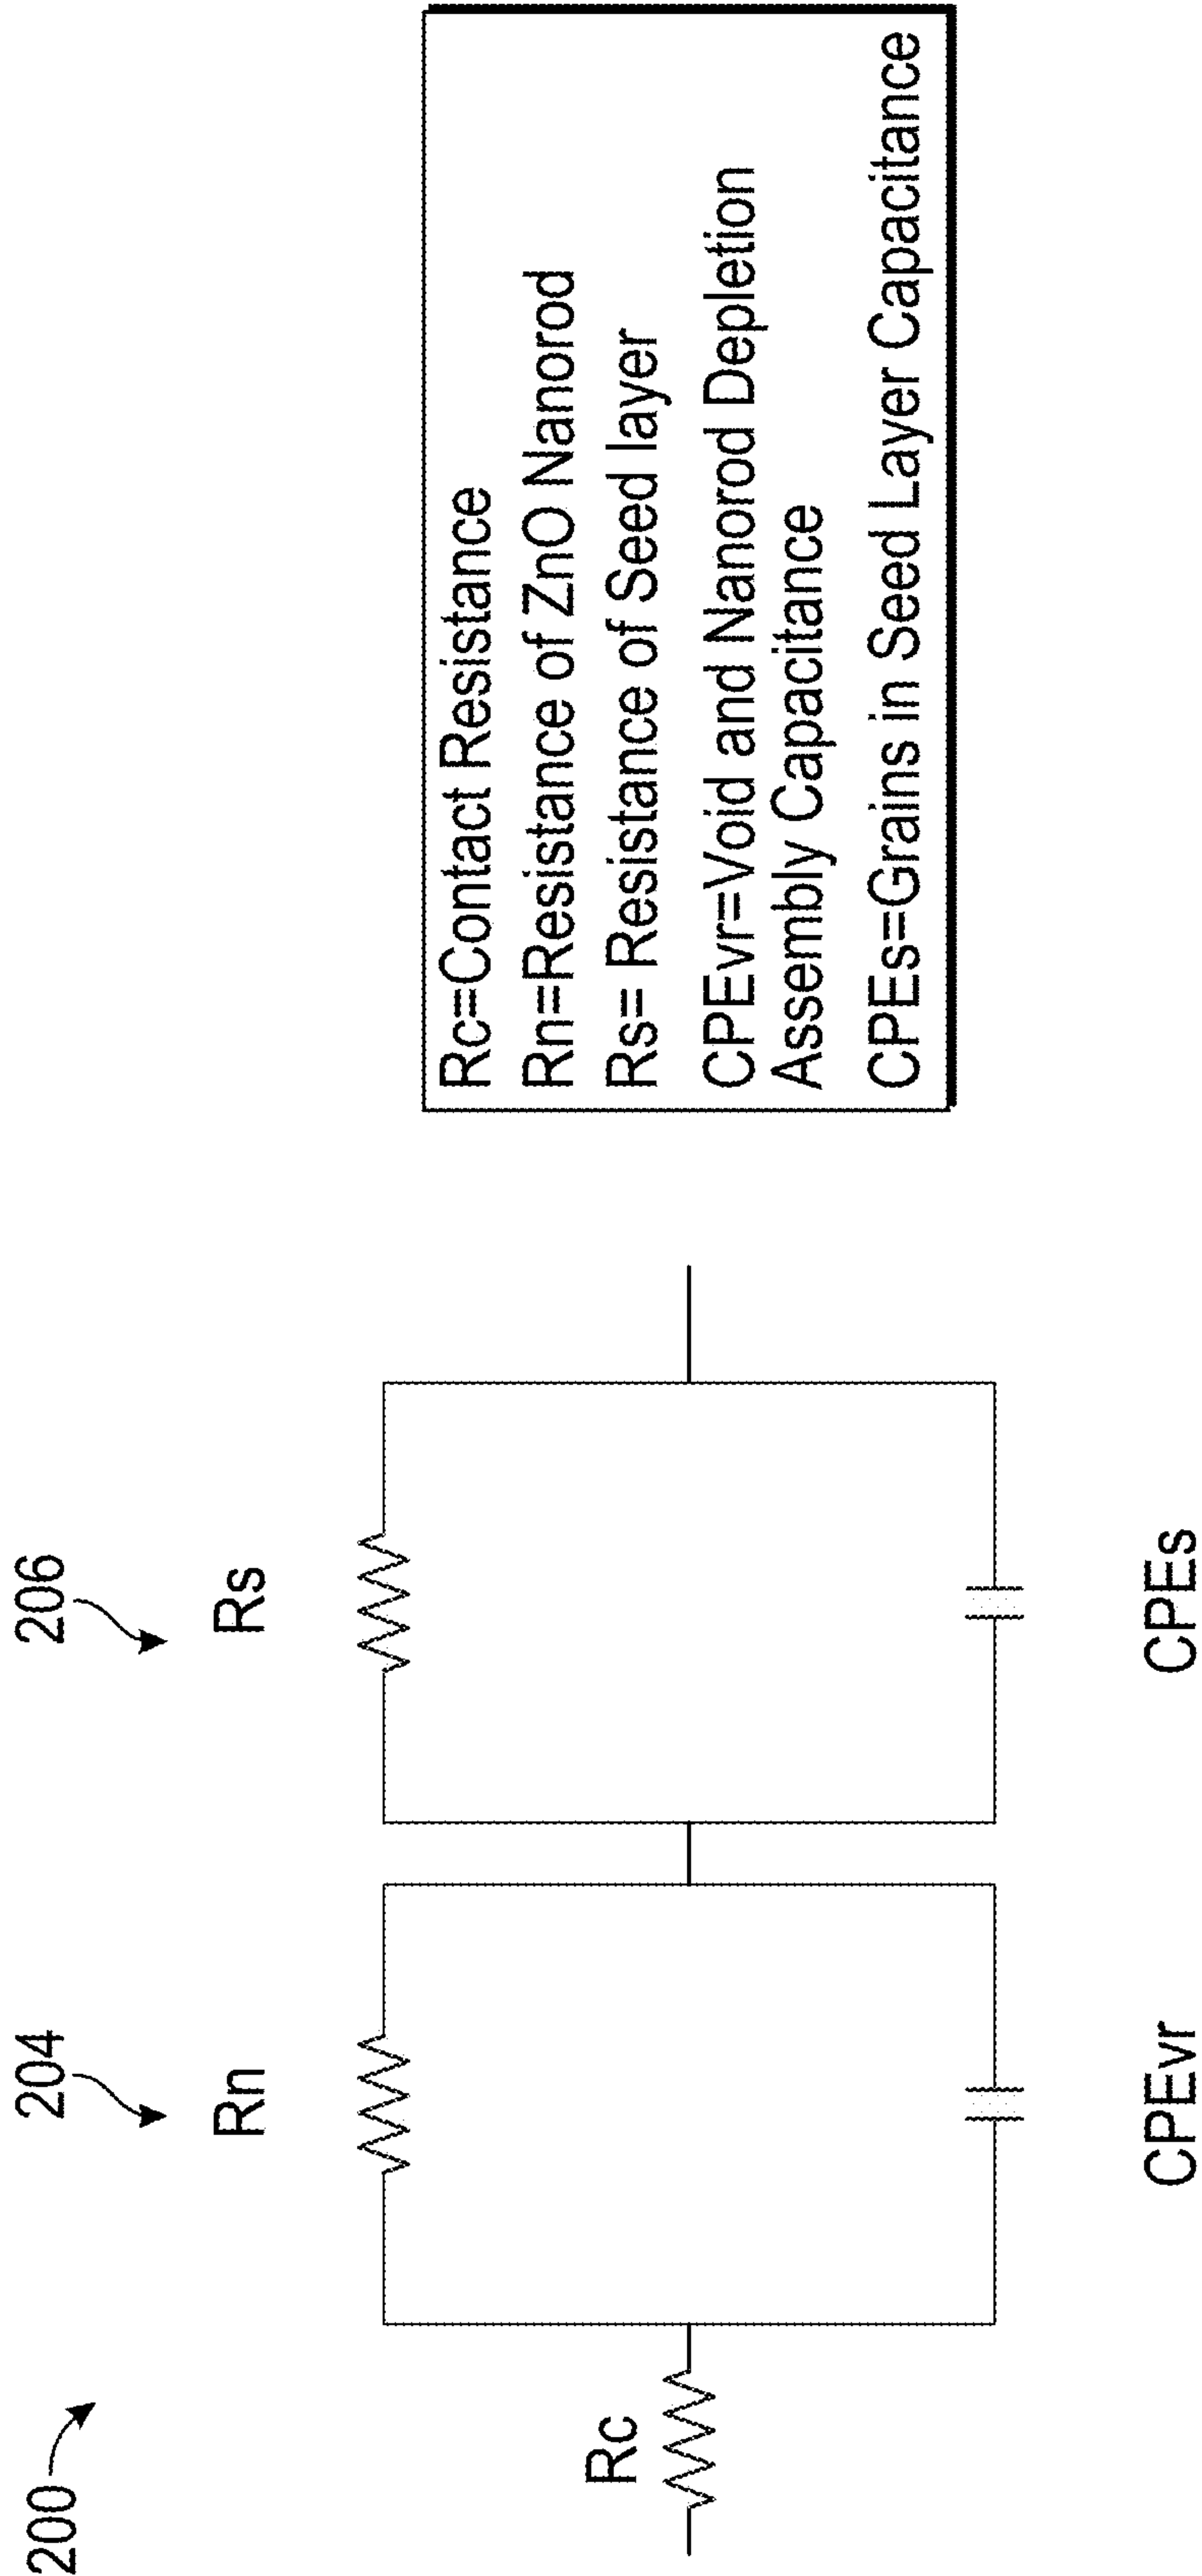 200
204
206
Rn
Rs
Rc
CPEvr
CPEs
Rc=Contact Resistance
Rn=Resistance of ZnO Nanorod
Rs= Resistance of Seed layer
CPEvr=Void and Nanorod Depletion
Assembly Capacitance
CPEs=Grains in Seed Layer Capacitance